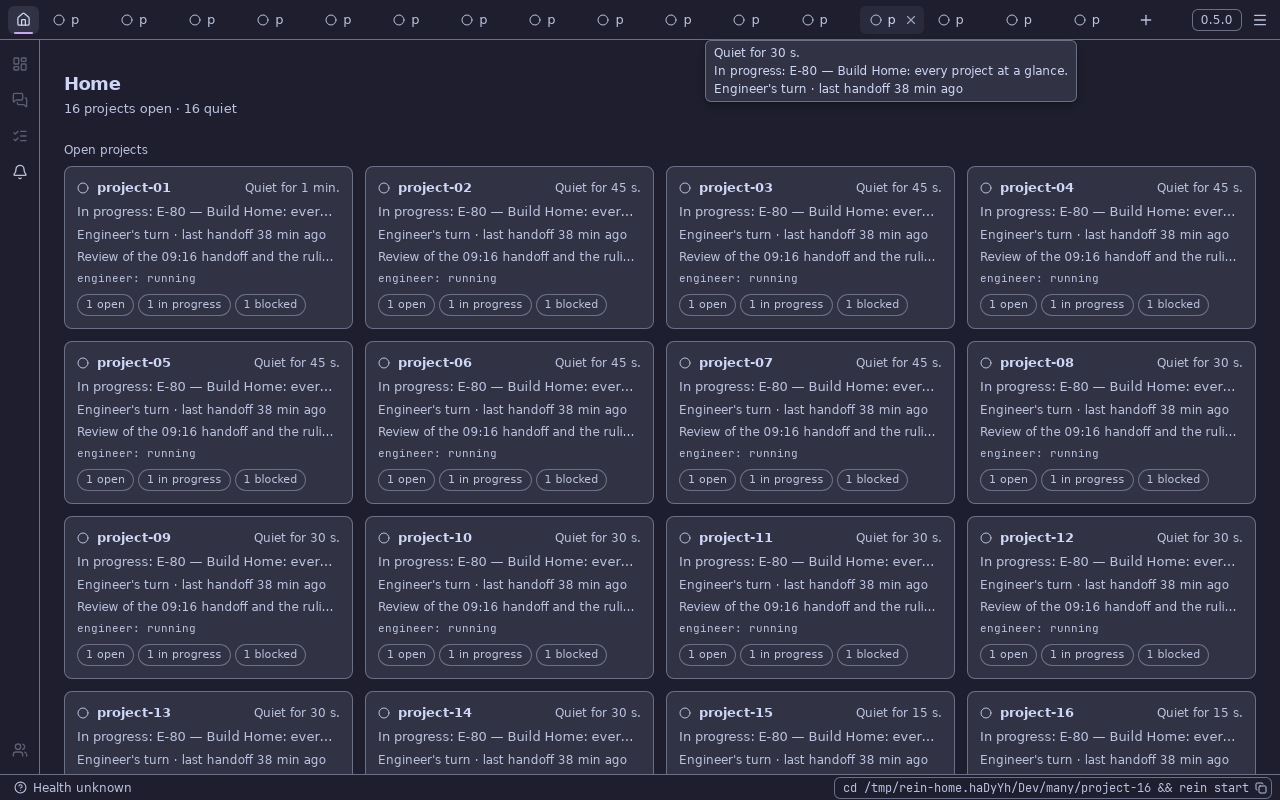 p p p p p p p p p p p p p p p p 0.5.0
Quiet for 30 s.
In progress: E-80 — Build Home: every project at a glance.
Engineer's turn · last handoff 38 min ago
Home
16 projects open · 16 quiet
Open projects
project-01 Quiet for 1 min.
In progress: E-80 — Build Home: ever...
Engineer's turn · last handoff 38 min ago
Review of the 09:16 handoff and the ruli...
engineer: running
1 open 1 in progress 1 blocked
project-02 Quiet for 45 s.
In progress: E-80 — Build Home: ever...
Engineer's turn · last handoff 38 min ago
Review of the 09:16 handoff and the ruli...
engineer: running
1 open 1 in progress 1 blocked
project-03 Quiet for 45 s.
In progress: E-80 — Build Home: ever...
Engineer's turn · last handoff 38 min ago
Review of the 09:16 handoff and the ruli...
engineer: running
1 open 1 in progress 1 blocked
project-04 Quiet for 45 s.
In progress: E-80 — Build Home: ever...
Engineer's turn · last handoff 38 min ago
Review of the 09:16 handoff and the ruli...
engineer: running
1 open 1 in progress 1 blocked
project-05 Quiet for 45 s.
In progress: E-80 — Build Home: ever...
Engineer's turn · last handoff 38 min ago
Review of the 09:16 handoff and the ruli...
engineer: running
1 open 1 in progress 1 blocked
project-06 Quiet for 45 s.
In progress: E-80 — Build Home: ever...
Engineer's turn · last handoff 38 min ago
Review of the 09:16 handoff and the ruli...
engineer: running
1 open 1 in progress 1 blocked
project-07 Quiet for 45 s.
In progress: E-80 — Build Home: ever...
Engineer's turn · last handoff 38 min ago
Review of the 09:16 handoff and the ruli...
engineer: running
1 open 1 in progress 1 blocked
project-08 Quiet for 30 s.
In progress: E-80 — Build Home: ever...
Engineer's turn · last handoff 38 min ago
Review of the 09:16 handoff and the ruli...
engineer: running
1 open 1 in progress 1 blocked
project-09 Quiet for 30 s.
In progress: E-80 — Build Home: ever...
Engineer's turn · last handoff 38 min ago
Review of the 09:16 handoff and the ruli...
engineer: running
1 open 1 in progress 1 blocked
project-10 Quiet for 30 s.
In progress: E-80 — Build Home: ever...
Engineer's turn · last handoff 38 min ago
Review of the 09:16 handoff and the ruli...
engineer: running
1 open 1 in progress 1 blocked
project-11 Quiet for 30 s.
In progress: E-80 — Build Home: ever...
Engineer's turn · last handoff 38 min ago
Review of the 09:16 handoff and the ruli...
engineer: running
1 open 1 in progress 1 blocked
project-12 Quiet for 30 s.
In progress: E-80 — Build Home: ever...
Engineer's turn · last handoff 38 min ago
Review of the 09:16 handoff and the ruli...
engineer: running
1 open 1 in progress 1 blocked
project-13 Quiet for 30 s.
In progress: E-80 — Build Home: ever...
Engineer's turn · last handoff 38 min ago
project-14 Quiet for 30 s.
In progress: E-80 — Build Home: ever...
Engineer's turn · last handoff 38 min ago
project-15 Quiet for 15 s.
In progress: E-80 — Build Home: ever...
Engineer's turn · last handoff 38 min ago
project-16 Quiet for 15 s.
In progress: E-80 — Build Home: ever...
Engineer's turn · last handoff 38 min ago
Health unknown
cd /tmp/rein-home.haDyYh/Dev/many/project-16 && rein start